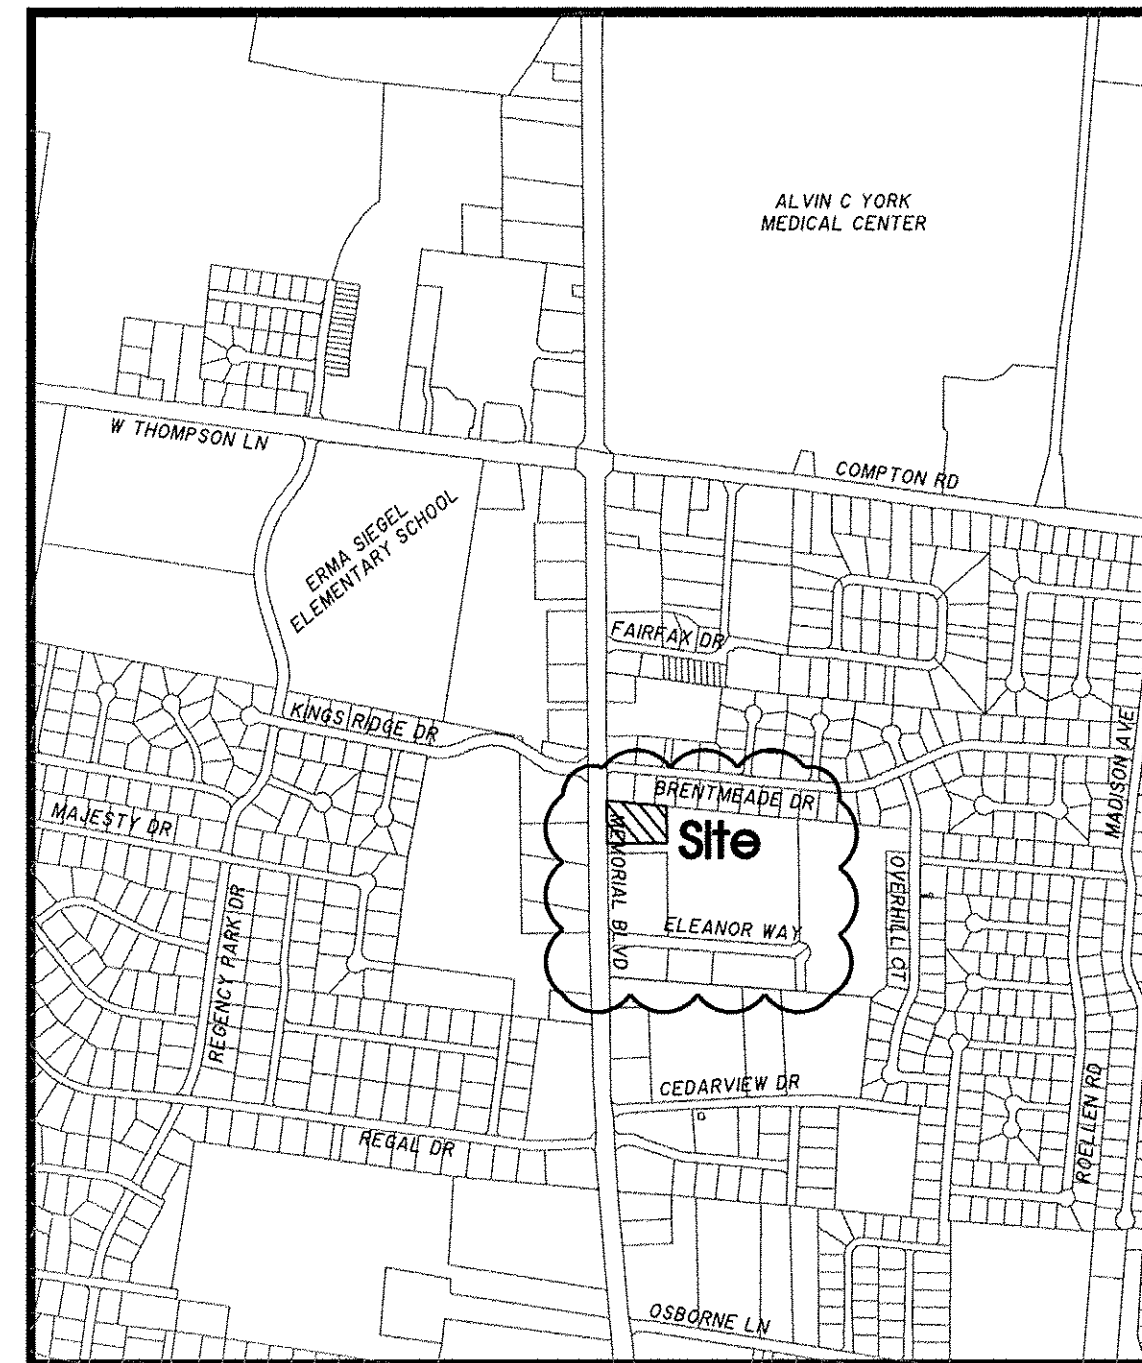 ALVIN C YORK
MEDICAL CENTER
W THOMPSON LN
COMPTON RD
ERMA SIEGEL
ELEMENTARY SCHOOL
FAIRFAX DR
KINGS RIDGE DR
MADISON AVE
BRENTMEADE DR
MAJESTY DR
Site
MEMORIAL BLVD
OVERHILL CT
REGENCY PARK DR
ELEANOR WAY
CEDARVIEW DR
ROELLEN RD
REGAL DR
OSBORNE LN